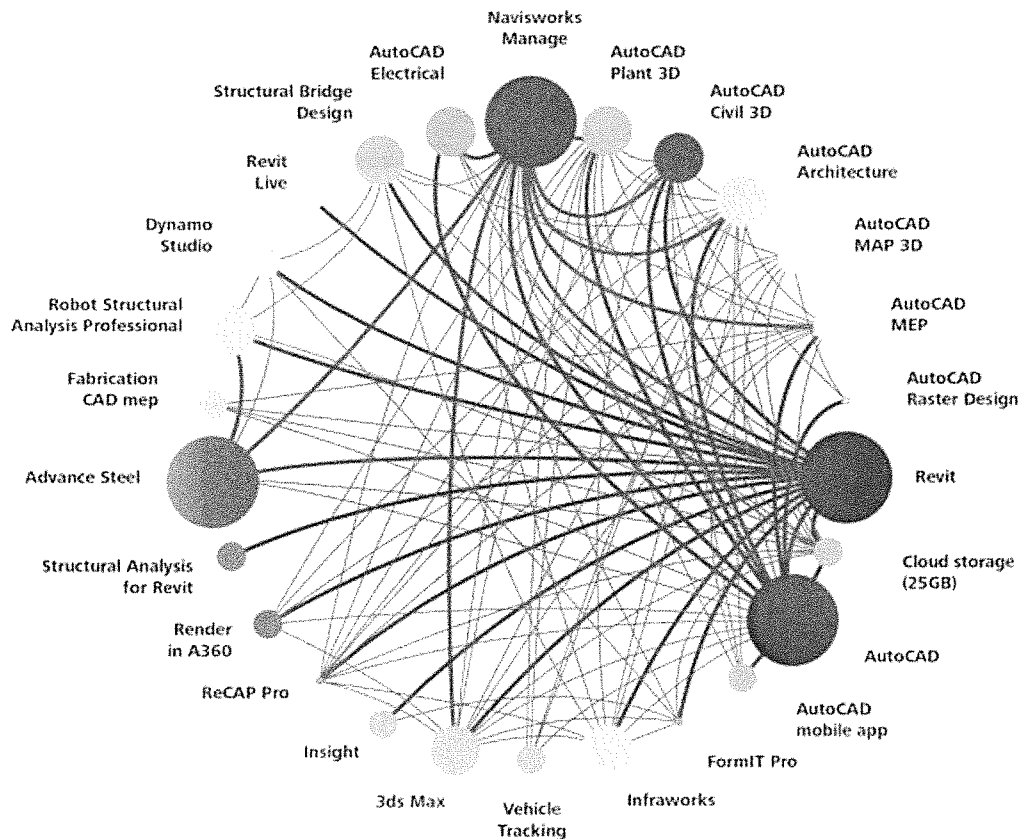 Navisworks
Manage
AutoCAD
Plant 3D
AutoCAD
Civil 3D
AutoCAD
Architecture
AutoCAD
MAP 3D
AutoCAD
MEP
AutoCAD
Raster Design
Revit
Cloud storage
(25GB)
AutoCAD
AutoCAD
mobile app
FormIT Pro
Infraworks
Vehicle
Tracking
3ds Max
Insight
ReCAP Pro
Render
in A360
Structural Analysis
for Revit
Advance Steel
Fabrication
CAD mep
Robot Structural
Analysis Professional
Dynamo
Studio
Revit
Live
Structural Bridge
Design
AutoCAD
Electrical